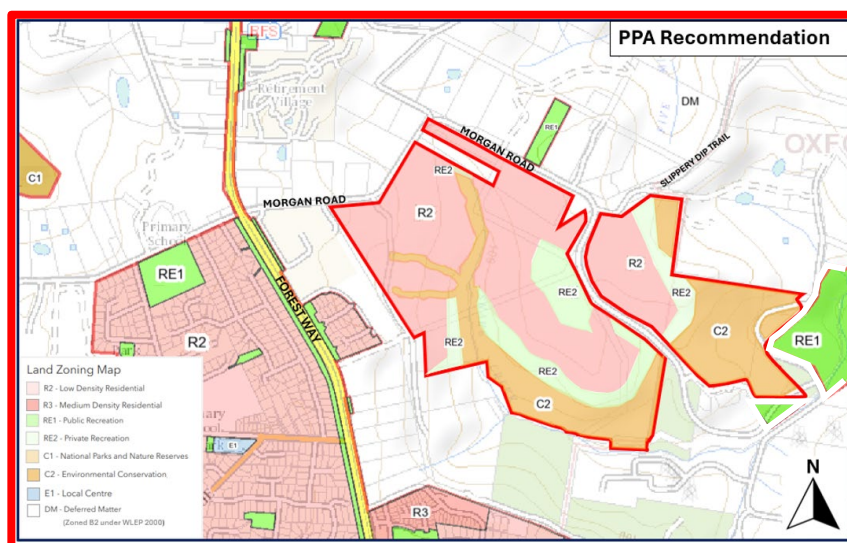 PPA Recommendation
RFS
Retirement
Village
DM
RE1
MORGAN ROAD
SLIPPERY DIP TRAIL
OXF
C1
RE2
MORGAN ROAD
R2
Primary
School
RE1
R2
RE2
RE2
C2
RE1
FOREST WAY
R2
RE2
RE2
C2
E1
R3
N
Land Zoning Map
R2 - Low Density Residential
R3 - Medium Density Residential
RE1 - Public Recreation
RE2 - Private Recreation
C1 - National Parks and Nature Reserves
C2 - Environmental Conservation
E1 - Local Centre
DM - Deferred Matter
(Zoned B2 under WLEP 2000)